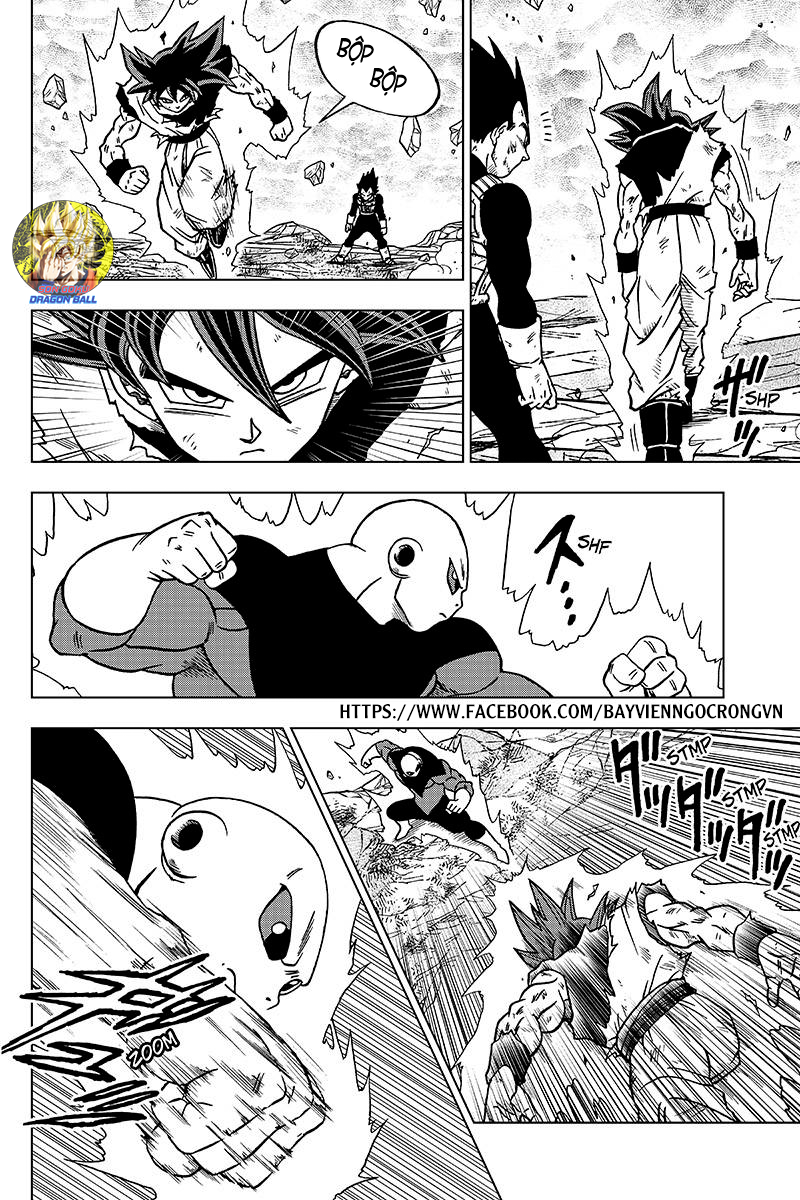 BỘP
BỘP
DRAGON BALL
ザッ
SHP
ス…
SHF
HTTPS://WWW.FACEBOOK.COM/BAYVIENNGOCRONGVN
ダッ
ダッ
ダッ
STMP
STMP
STMP
STMP
ZOOM